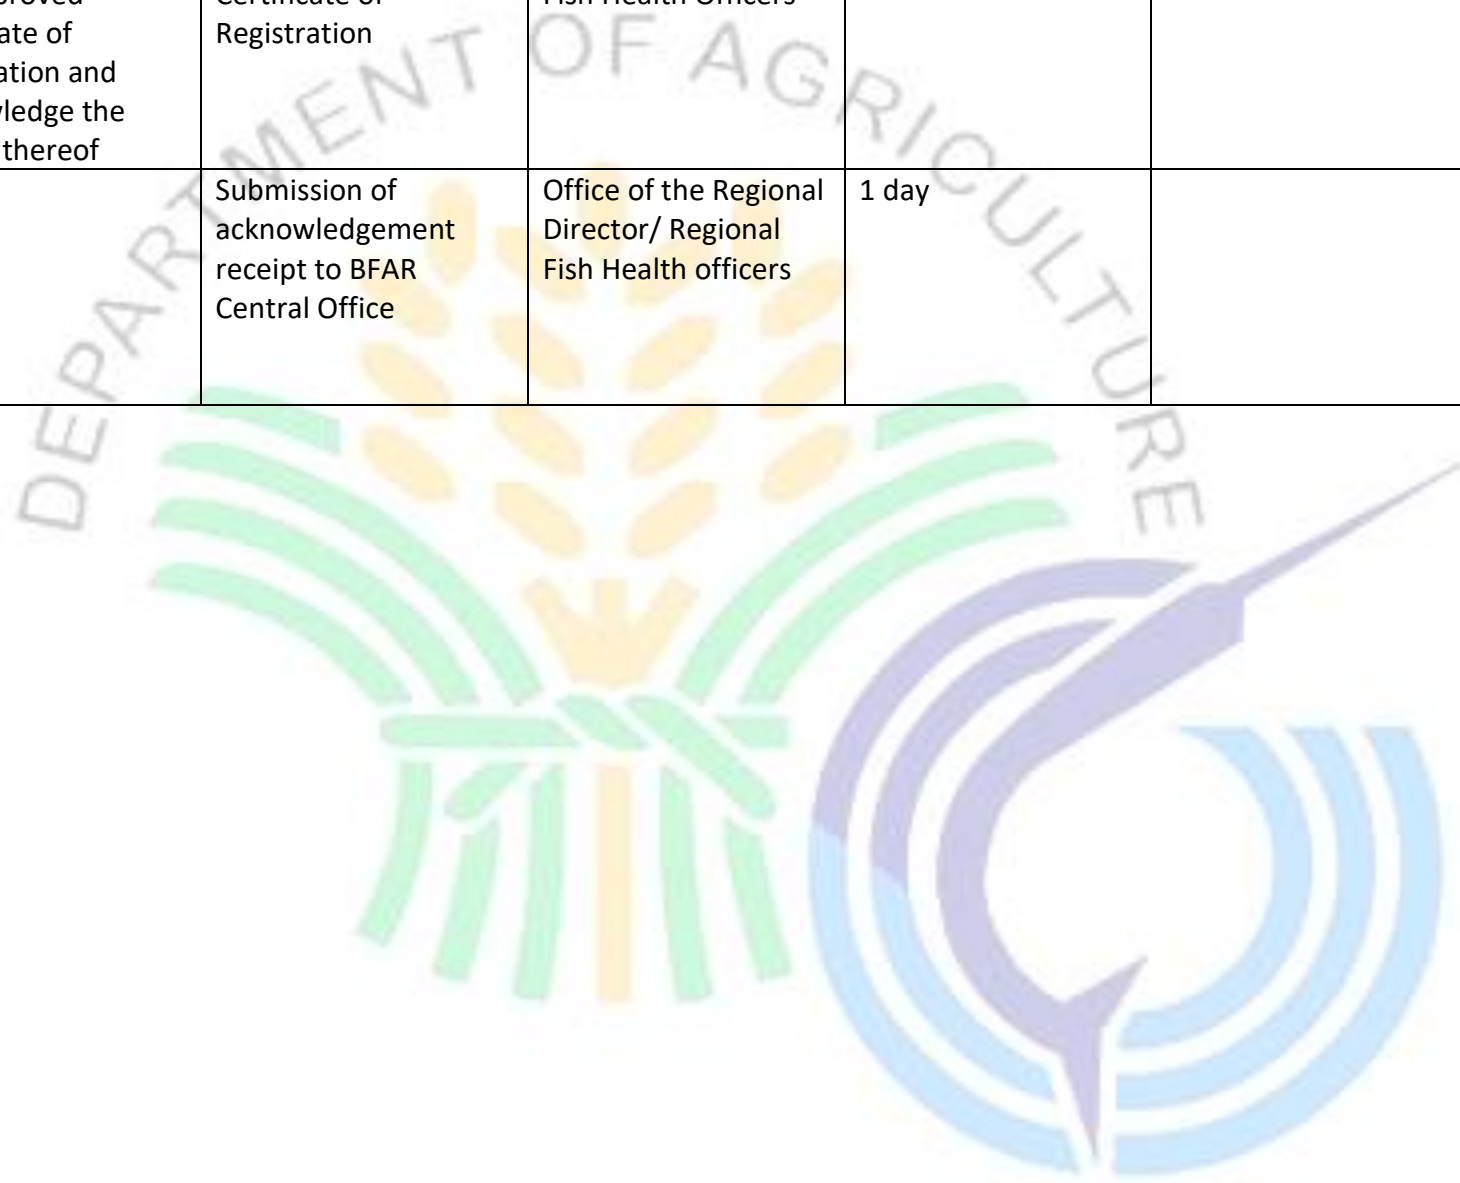 ate of
ation and
ledge the
thereof
Registration
Submission of
acknowledgement
receipt to BFAR
Central Office
Office of the Regional
Director/ Regional
Fish Health officers
1 day
DEPARTMENT OF AGRICULTURE